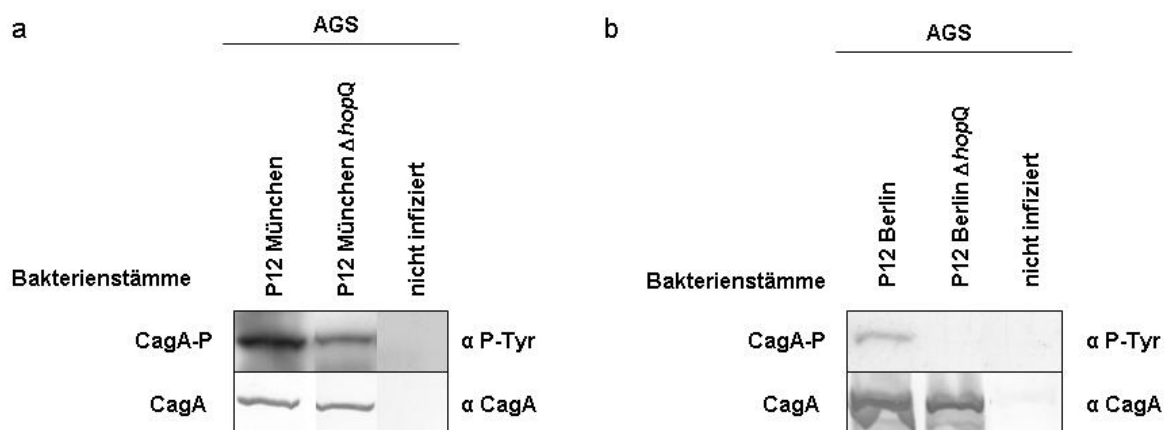 a
AGS
P12 München
P12 München ΔhopQ
nicht infiziert
Bakterienstämme
CagA-P
α P-Tyr
CagA
α CagA
b
AGS
P12 Berlin
P12 Berlin ΔhopQ
nicht infiziert
Bakterienstämme
CagA-P
α P-Tyr
CagA
α CagA